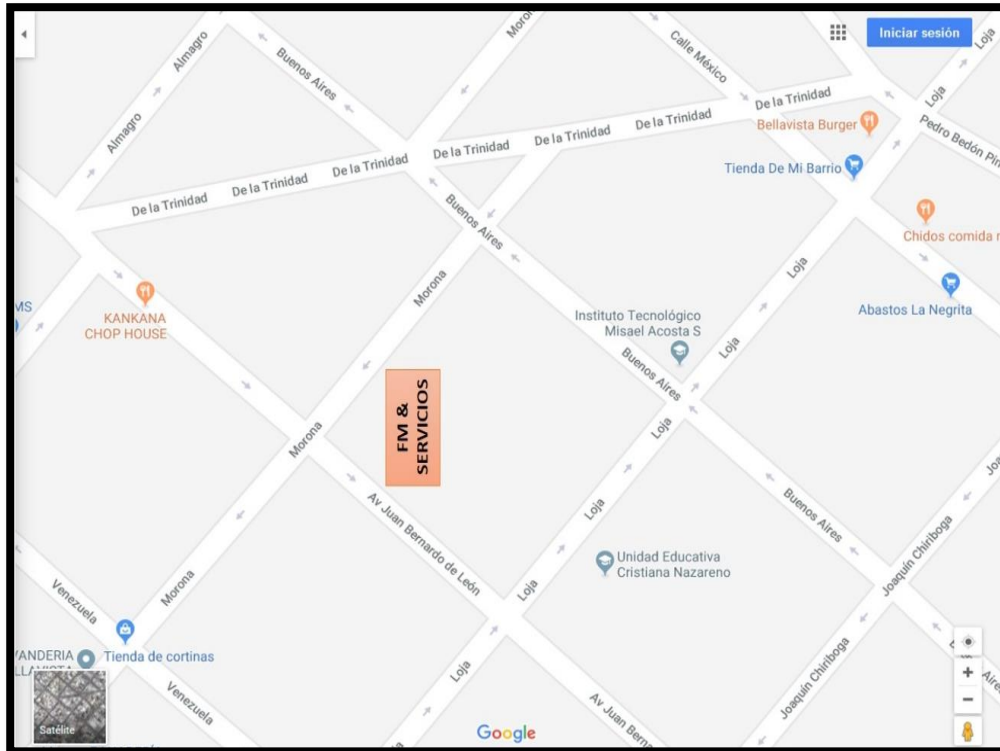 Iniciar sesión
Almagro
Almagro
Buenos Aires
Morona
Calle México
Loja
Loja
De la Trinidad
De la Trinidad
De la Trinidad
De la Trinidad
De la Trinidad
De la Trinidad
De la Trinidad
Bellavista Burger
Pedro Bedón Pin
Tienda De Mi Barrio
Buenos Aires
Chidos comida r
Loja
Morona
MS
KANKANA
CHOP HOUSE
Instituto Tecnológico
Misael Acosta S
Abastos La Negrita
Loja
Buenos Aires
FM &
SERVICIOS
Morona
Loja
Av Juan Bernardo de León
Loja
Buenos Aires
Joaquín Chiriboga
Unidad Educativa
Cristiana Nazareno
Venezuela
Morona
Loja
VANDERIA
Tienda de cortinas
Loja
Joaquín Chiriboga
Venezuela
Av Juan Bernardo
Aires
Satélite
Google